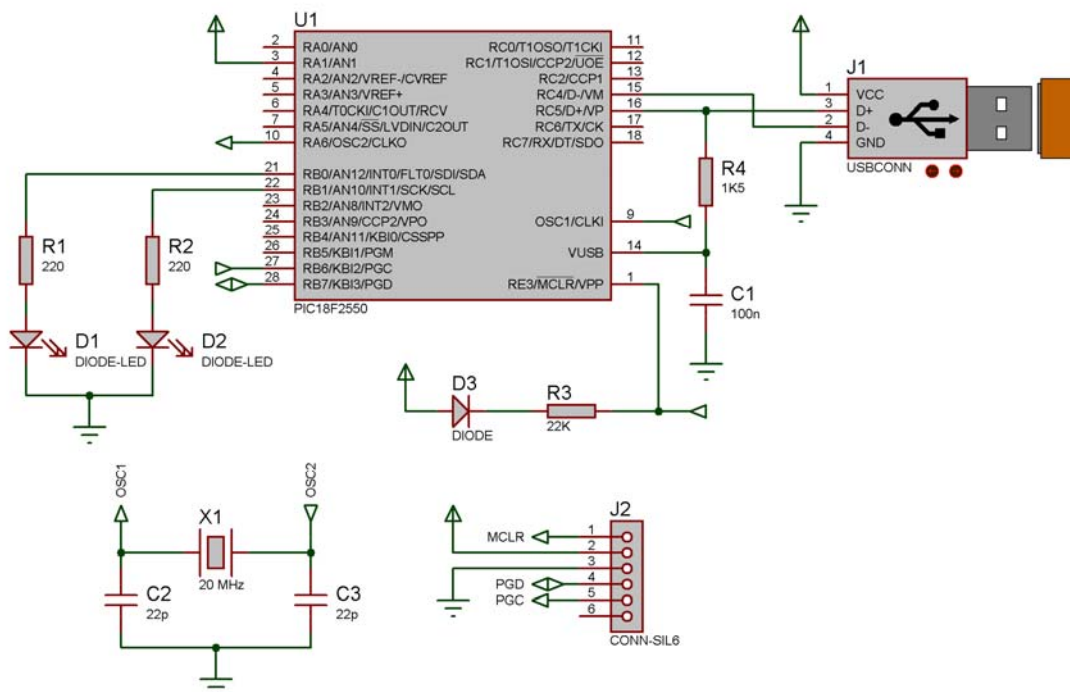 U1
2 RA0/AN0 RC0/T1OSO/T1CKI 11
3 RA1/AN1 RC1/T1OSI/CCP2/UOE 12
4 RA2/AN2/VREF-/CVREF RC2/CCP1 13
5 RA3/AN3/VREF+ RC4/D-/VM 15
6 RA4/T0CKI/C1OUT/RCV RC5/D+/VP 16
7 RA5/AN4/SS/LVDIN/C2OUT RC6/TX/CK 17
10 RA6/OSC2/CLKO RC7/RX/DT/SDO 18
21 RB0/AN12/INT0/FLT0/SDI/SDA
22 RB1/AN10/INT1/SCK/SCL
23 RB2/AN8/INT2/VMO
24 RB3/AN9/CCP2/VPO OSC1/CLKI 9
25 RB4/AN11/KBI0/CSSPP
26 RB5/KBI1/PGM VUSB 14
27 RB6/KBI2/PGC
28 RB7/KBI3/PGD RE3/MCLR/VPP 1
PIC18F2550
J1
1 VCC
3 D+
2 D-
4 GND
USBCONN
R4
1K5
C1
100n
R1
220
R2
220
D1
DIODE-LED
D2
DIODE-LED
D3
DIODE
R3
22K
OSC1
OSC2
X1
20 MHz
C2
22p
C3
22p
J2
MCLR 1
2
3
PGD 4
PGC 5
6
CONN-SIL6